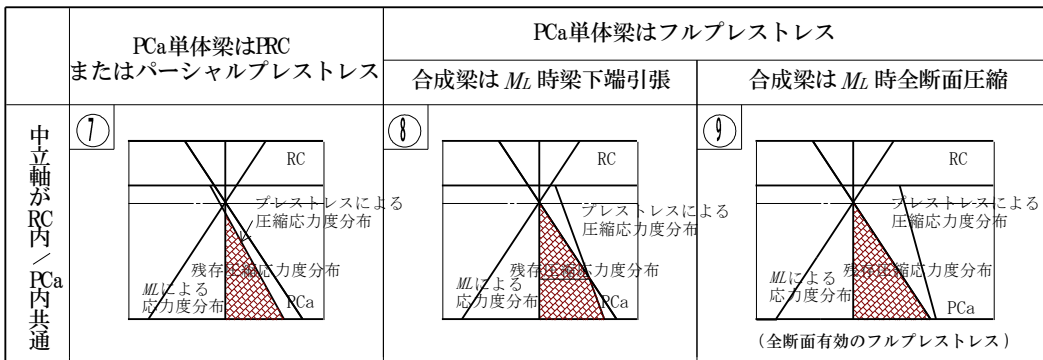 PCa単体梁はPRC
またはパーシャルプレストレス
PCa単体梁はフルプレストレス
合成梁は ML 時梁下端引張
合成梁は ML 時全断面圧縮
中立軸がRC内／PCa内共通
⑦
RC
プレストレスによる
圧縮応力度分布
残存圧縮応力度分布
MLによる
応力度分布
PCa
⑧
RC
プレストレスによる
圧縮応力度分布
残存圧縮応力度分布
MLによる
応力度分布
PCa
⑨
RC
プレストレスによる
圧縮応力度分布
残存圧縮応力度分布
MLによる
応力度分布
PCa
(全断面有効のフルプレストレス)